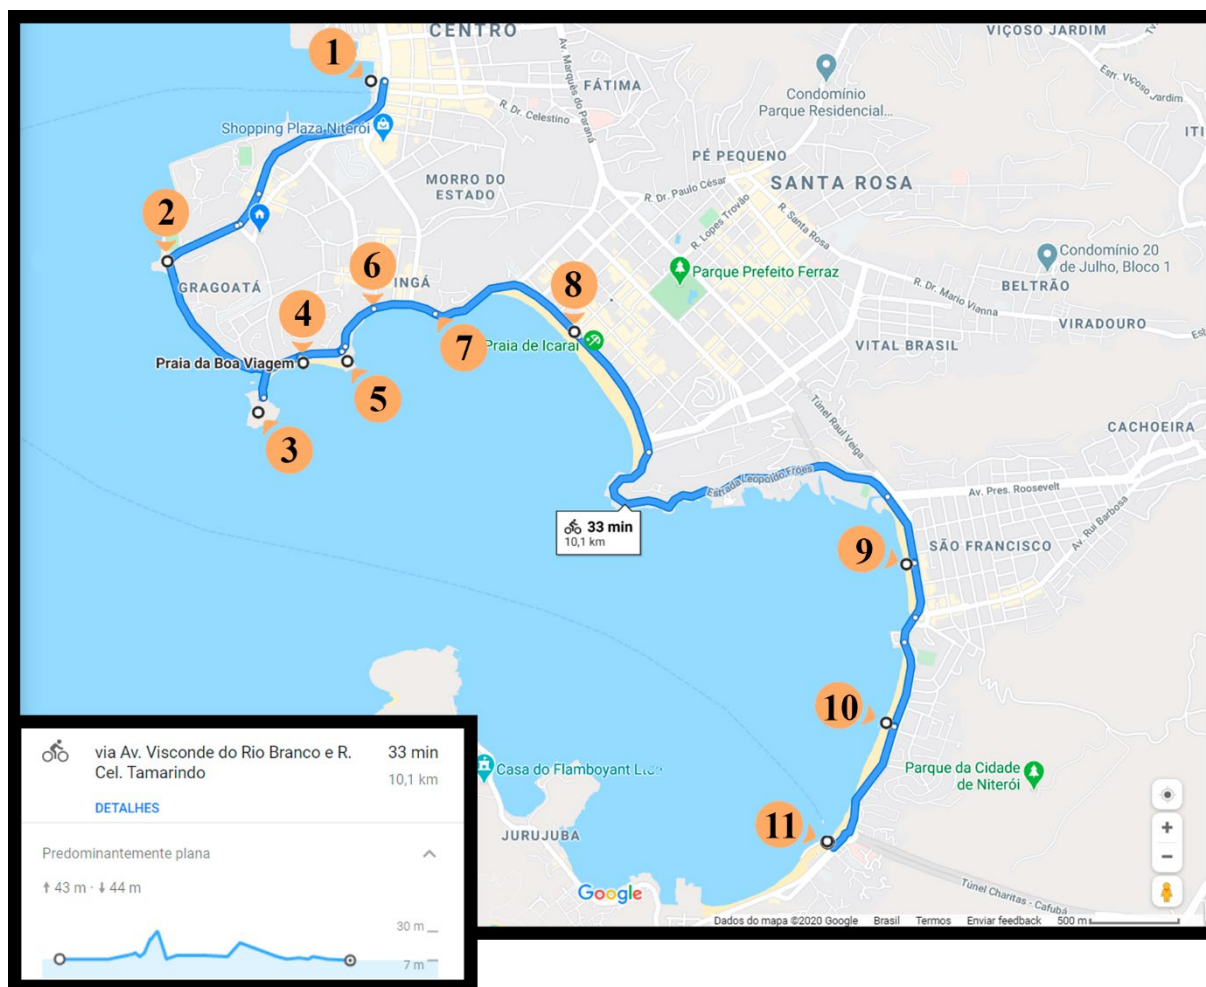 CENTRO
VIÇOSO JARDIM
1
FÁTIMA
Av. Marquês do Paraná
R. Dr. Celestino
Condomínio
Parque Residencial...
Estr. Viçoso Jardim
Shopping Plaza Niterói
ITI
PÉ PEQUENO
MORRO DO
ESTADO
SANTA ROSA
R. Dr. Paulo César
R. Lopes Trovão
R. Santa Rosa
2
Condomínio 20
de Julho, Bloco 1
6
INGÁ
8
Parque Prefeito Ferraz
BELTRÃO
GRAGOATÁ
4
R. Dr. Mario Vianna
VIRADOURO
Praia de Icaraí
7
VITAL BRASIL
Praia da Boa Viagem
5
3
Túnel Raul Veiga
CACHOEIRA
Estrada Leopoldo Fróes
Av. Pres. Roosevelt
33 min
10,1 km
Av. Rui Barbosa
9
SÃO FRANCISCO
10
Casa do Flamboyant
Parque da Cidade
de Niterói
11
JURUJUBA
Google
Túnel Charitas - Cafubá
Dados do mapa ©2020 Google Brasil Termos Enviar feedback 500 m
via Av. Visconde do Rio Branco e R.
Cel. Tamarindo
33 min
10,1 km
DETALHES
Predominantemente plana
43 m · 44 m
30 m
7 m